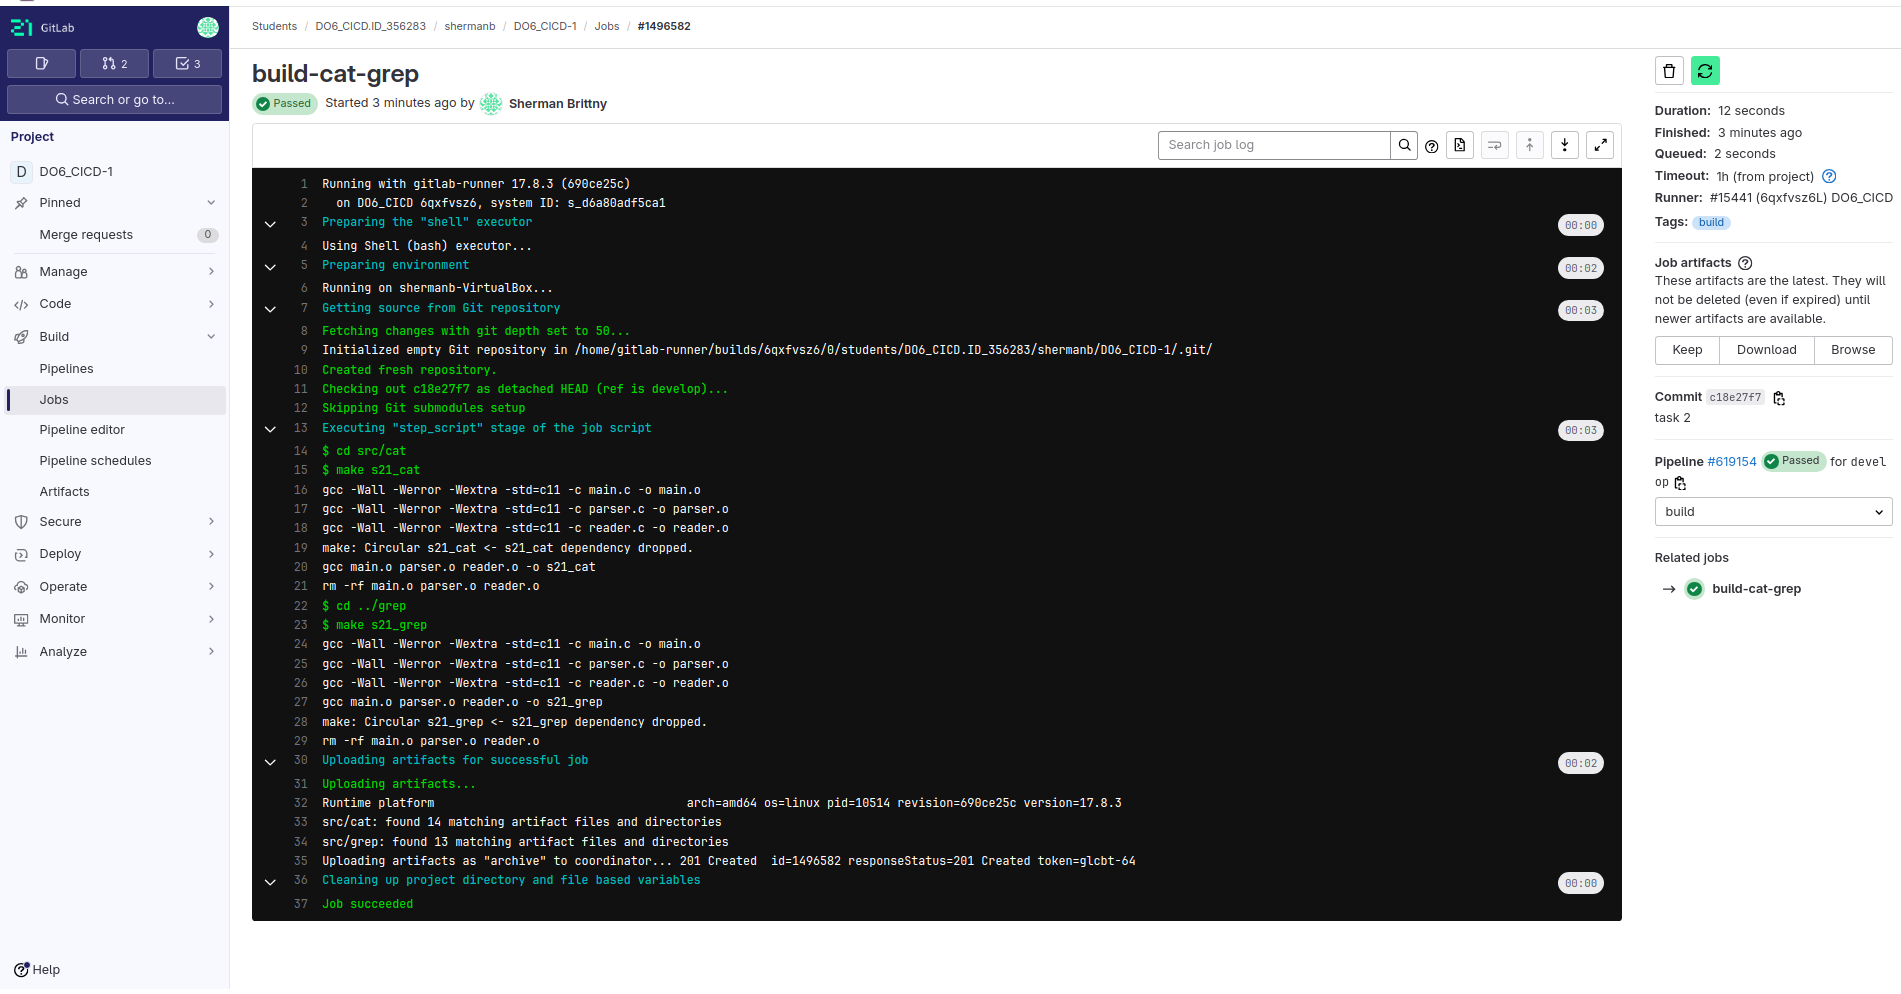 GitLab
2
3
Search or go to...
Project
D DO6_CICD-1
Pinned
Merge requests 0
Manage
Code
Build
Pipelines
Jobs
Pipeline editor
Pipeline schedules
Artifacts
Secure
Deploy
Operate
Monitor
Analyze
Help
Students / DO6_CICD.ID_356283 / shermanb / DO6_CICD-1 / Jobs / #1496582
build-cat-grep
Passed Started 3 minutes ago by Sherman Brittny
Search job log
1 Running with gitlab-runner 17.8.3 (690ce25c)
2 on DO6_CICD 6qxfvsz6, system ID: s_d6a80adf5ca1
3 Preparing the "shell" executor 00:00
4 Using Shell (bash) executor...
5 Preparing environment 00:02
6 Running on shermanb-VirtualBox...
7 Getting source from Git repository 00:03
8 Fetching changes with git depth set to 50...
9 Initialized empty Git repository in /home/gitlab-runner/builds/6qxfvsz6/0/students/DO6_CICD.ID_356283/shermanb/DO6_CICD-1/.git/
10 Created fresh repository.
11 Checking out c18e27f7 as detached HEAD (ref is develop)...
12 Skipping Git submodules setup
13 Executing "step_script" stage of the job script 00:03
14 $ cd src/cat
15 $ make s21_cat
16 gcc -Wall -Werror -Wextra -std=c11 -c main.c -o main.o
17 gcc -Wall -Werror -Wextra -std=c11 -c parser.c -o parser.o
18 gcc -Wall -Werror -Wextra -std=c11 -c reader.c -o reader.o
19 make: Circular s21_cat <- s21_cat dependency dropped.
20 gcc main.o parser.o reader.o -o s21_cat
21 rm -rf main.o parser.o reader.o
22 $ cd ../grep
23 $ make s21_grep
24 gcc -Wall -Werror -Wextra -std=c11 -c main.c -o main.o
25 gcc -Wall -Werror -Wextra -std=c11 -c parser.c -o parser.o
26 gcc -Wall -Werror -Wextra -std=c11 -c reader.c -o reader.o
27 gcc main.o parser.o reader.o -o s21_grep
28 make: Circular s21_grep <- s21_grep dependency dropped.
29 rm -rf main.o parser.o reader.o
30 Uploading artifacts for successful job 00:02
31 Uploading artifacts...
32 Runtime platform arch=amd64 os=linux pid=10514 revision=690ce25c version=17.8.3
33 src/cat: found 14 matching artifact files and directories
34 src/grep: found 13 matching artifact files and directories
35 Uploading artifacts as "archive" to coordinator... 201 Created id=1496582 responseStatus=201 Created token=glcbt-64
36 Cleaning up project directory and file based variables 00:00
37 Job succeeded
Duration: 12 seconds
Finished: 3 minutes ago
Queued: 2 seconds
Timeout: 1h (from project)
Runner: #15441 (6qxfvsz6L) DO6_CICD
Tags: build
Job artifacts
These artifacts are the latest. They will
not be deleted (even if expired) until
newer artifacts are available.
Keep Download Browse
Commit c18e27f7
task 2
Pipeline #619154 Passed for devel
op
build
Related jobs
→ build-cat-grep